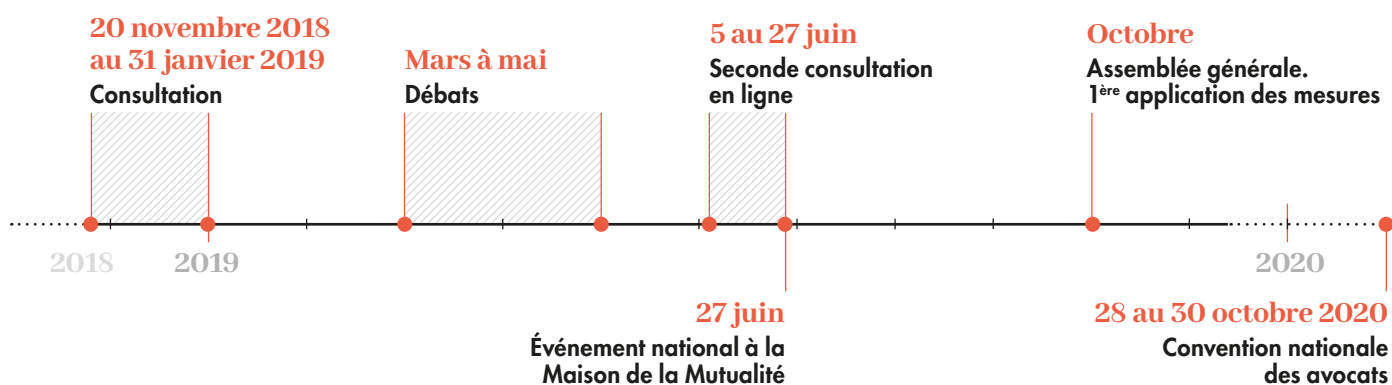 20 novembre 2018
au 31 janvier 2019
Consultation
Mars à mai
Débats
5 au 27 juin
Seconde consultation
en ligne
Octobre
Assemblée générale.
1ère application des mesures
2018
2019
2020
27 juin
Événement national à la
Maison de la Mutualité
28 au 30 octobre 2020
Convention nationale
des avocats